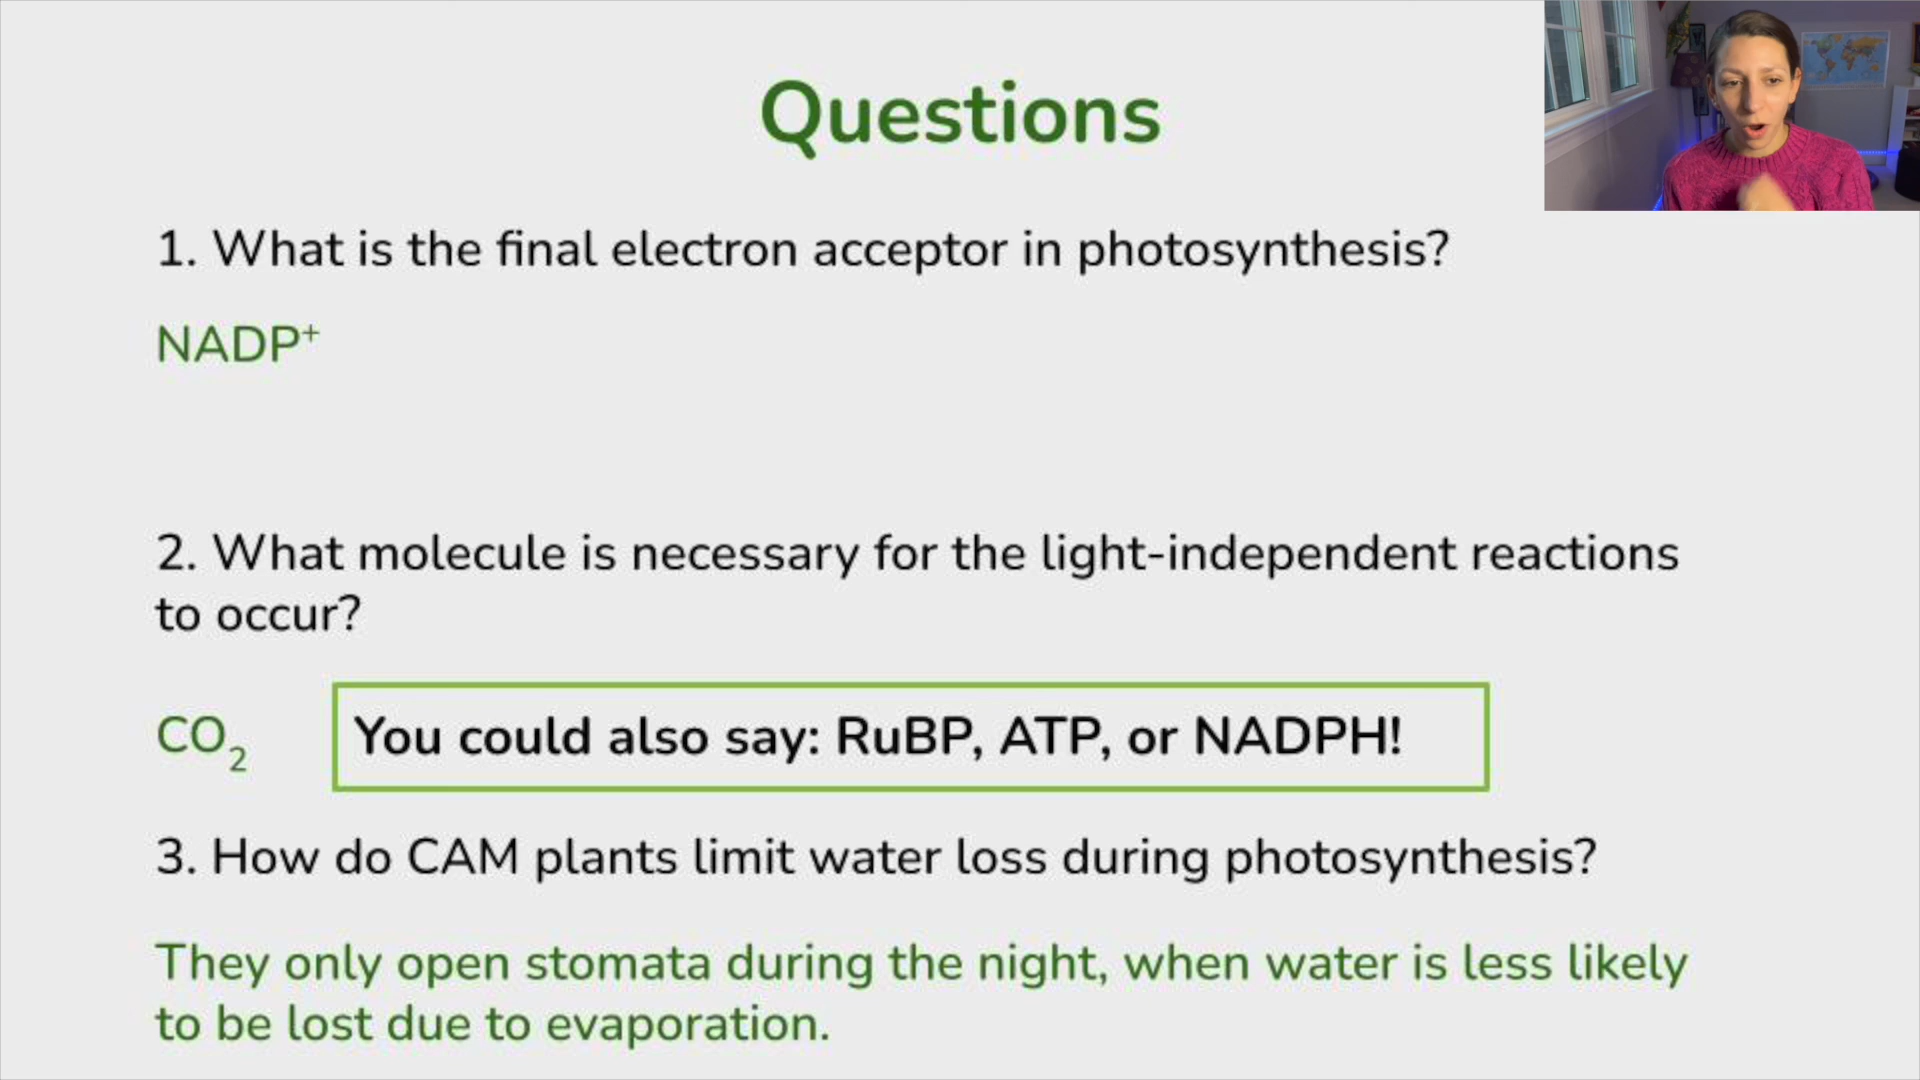 Questions
1. What is the final electron acceptor in photosynthesis?
NADP⁺
2. What molecule is necessary for the light-independent reactions
to occur?
CO₂
You could also say: RuBP, ATP, or NADPH!
3. How do CAM plants limit water loss during photosynthesis?
They only open stomata during the night, when water is less likely
to be lost due to evaporation.